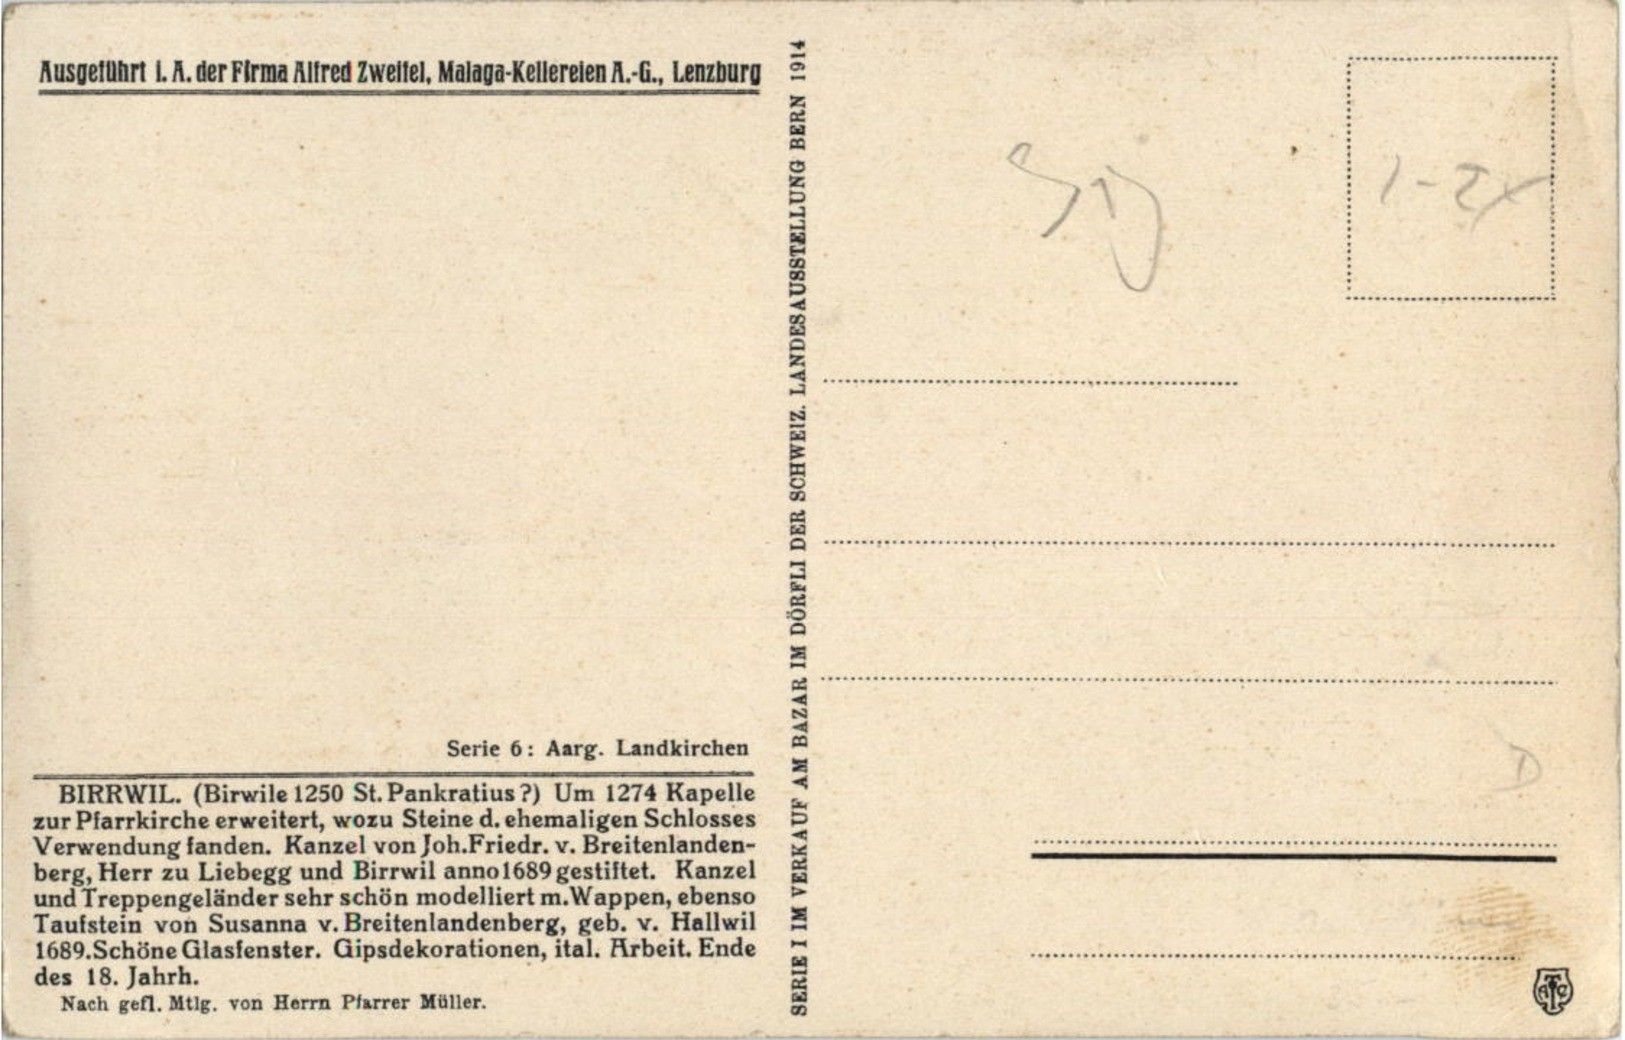 Ausgeführt i. A. der Firma Alfred Zweifel, Malaga-Kellereien A.-G., Lenzburg
Serie 6: Aarg. Landkirchen
BIRRWIL. (Birwile 1250 St. Pankratius?) Um 1274 Kapelle
zur Pfarrkirche erweitert, wozu Steine d. ehemaligen Schlosses
Verwendung fanden. Kanzel von Joh. Friedr. v. Breitenlanden-
berg, Herr zu Liebegg und Birrwil anno 1689 gestiftet. Kanzel
und Treppengeländer sehr schön modelliert m. Wappen, ebenso
Taufstein von Susanna v. Breitenlandenberg, geb. v. Hallwil
1689. Schöne Glasfenster. Gipsdekorationen, ital. Arbeit. Ende
des 18. Jahrh.
Nach gefl. Mtlg. von Herrn Pfarrer Müller.
SERIE I IM VERKAUF AM BAZAR IM DÖRFLI DER SCHWEIZ. LANDESAUSSTELLUNG BERN 1914
D